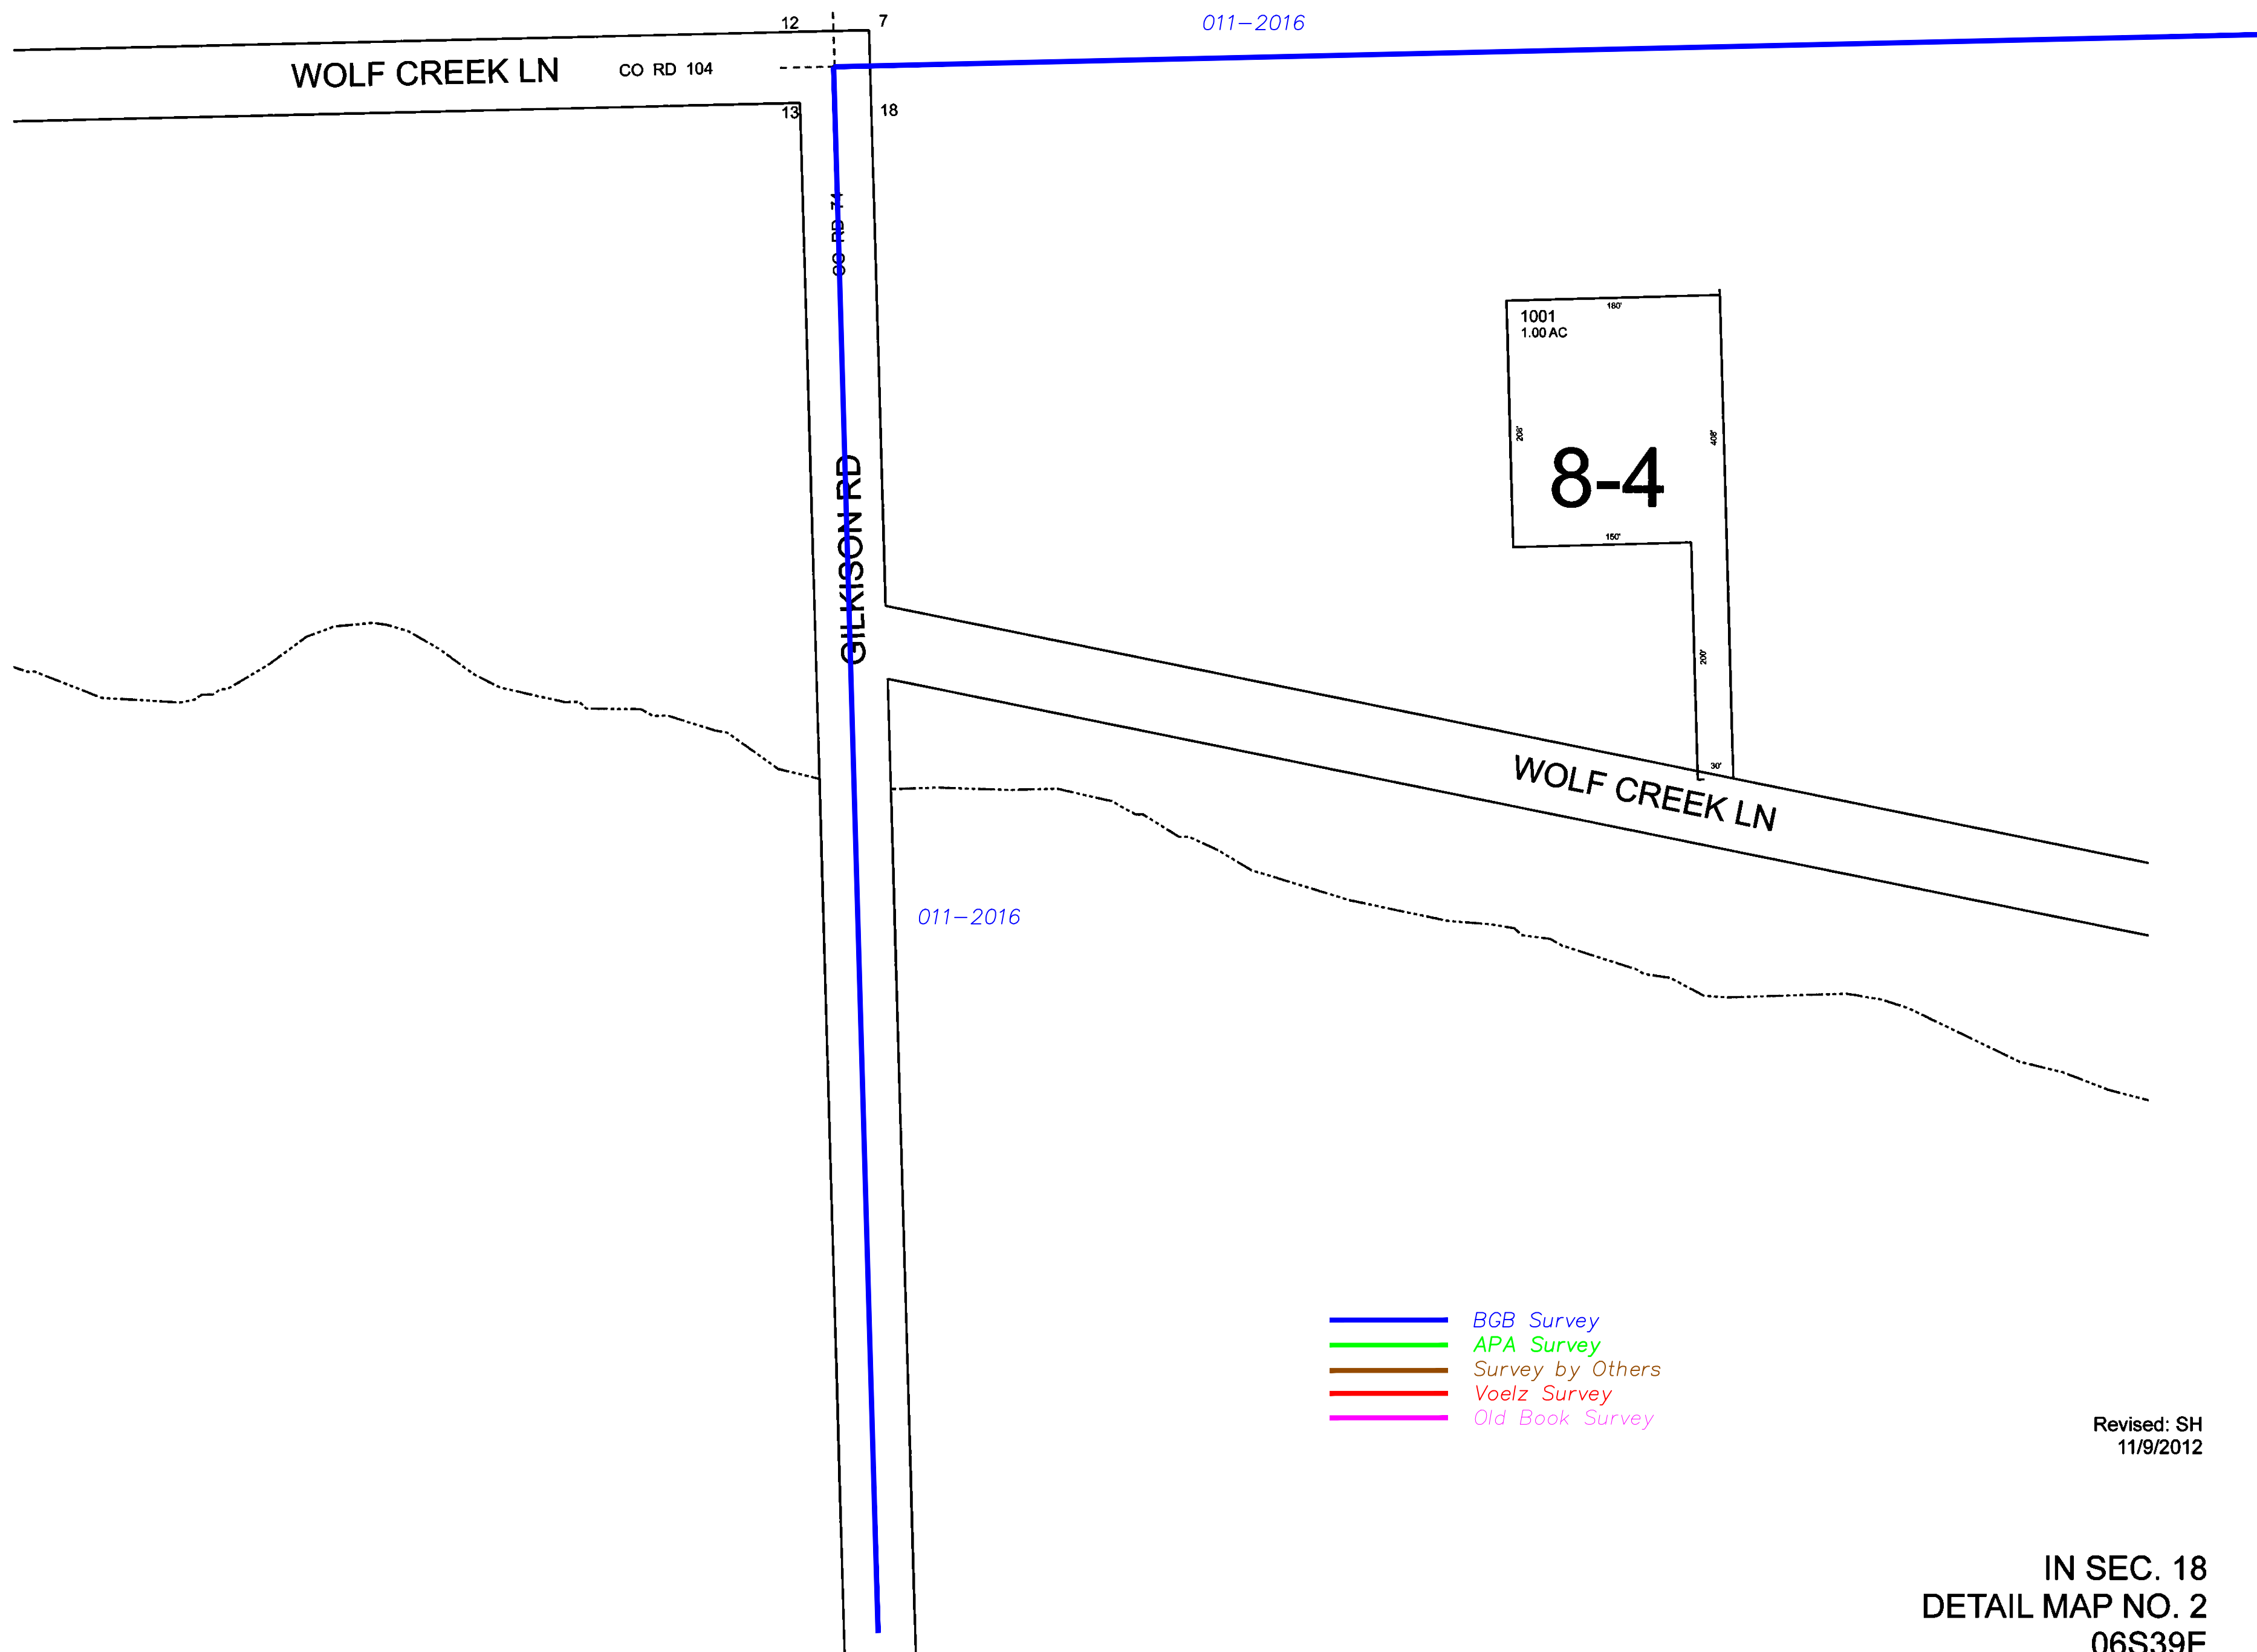 12
7
011-2016
WOLF CREEK LN
CO RD 104
13
18
CO RD 71
180'
1001
1.00 AC
206'
408'
8-4
GILKISON RD
150'
200'
30'
WOLF CREEK LN
011-2016
BGB Survey
APA Survey
Survey by Others
Voelz Survey
Old Book Survey
Revised: SH
11/9/2012
IN SEC. 18
DETAIL MAP NO. 2
06S39E